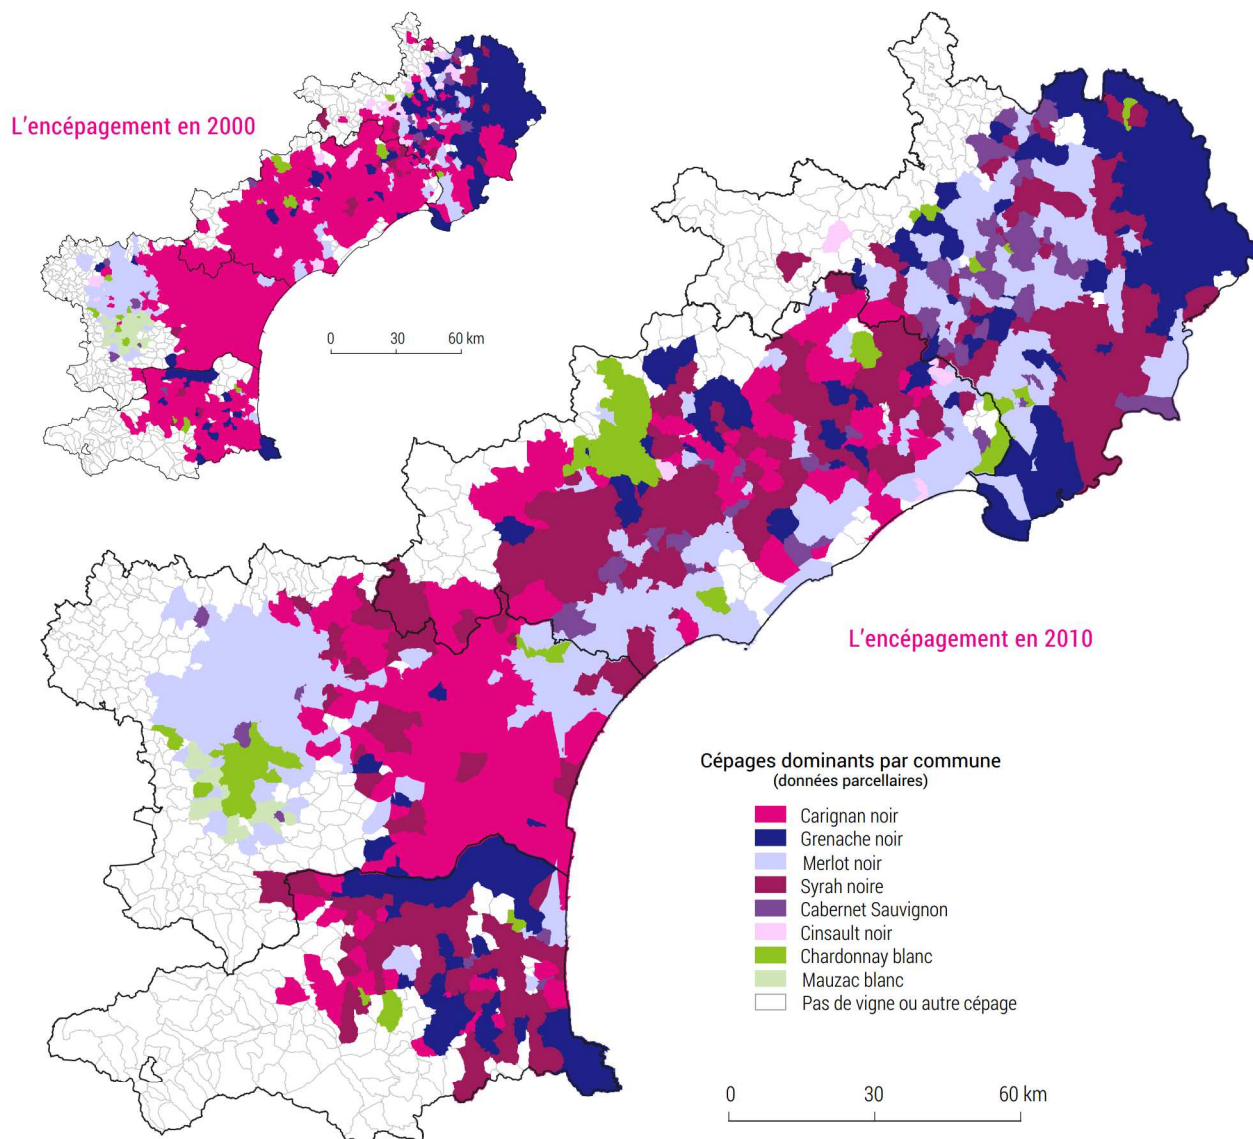 L'encépagement en 2000
0 30 60 km
L'encépagement en 2010
Cépages dominants par commune
(données parcellaires)
Carignan noir
Grenache noir
Merlot noir
Syrah noire
Cabernet Sauvignon
Cinsault noir
Chardonnay blanc
Mauzac blanc
Pas de vigne ou autre cépage
0 30 60 km